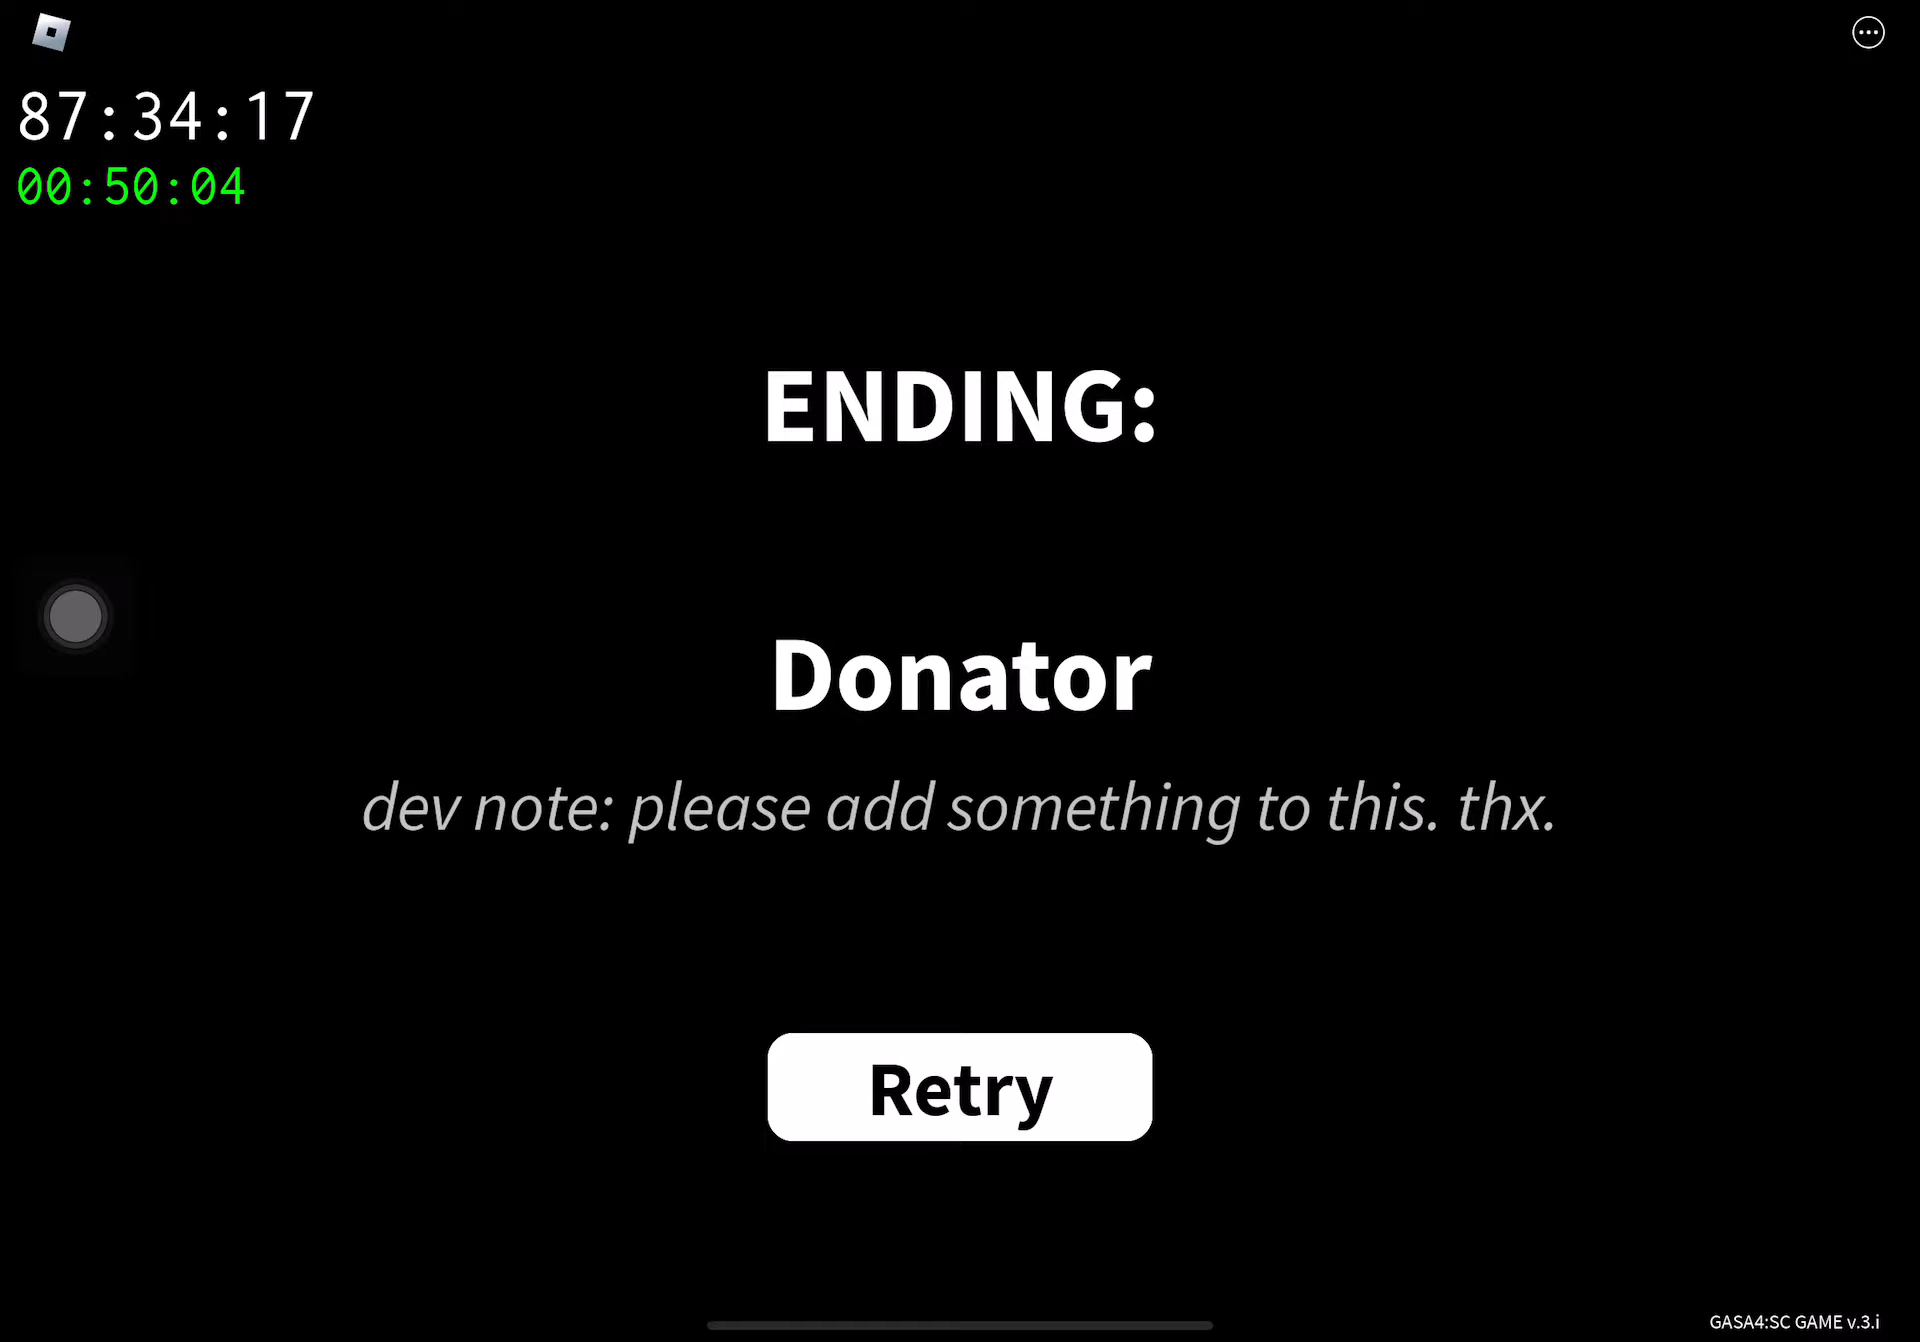 87:34:17
00:50:04
ENDING:
Donator
dev note: please add something to this. thx.
Retry
GASA4:SC GAME v.3.i